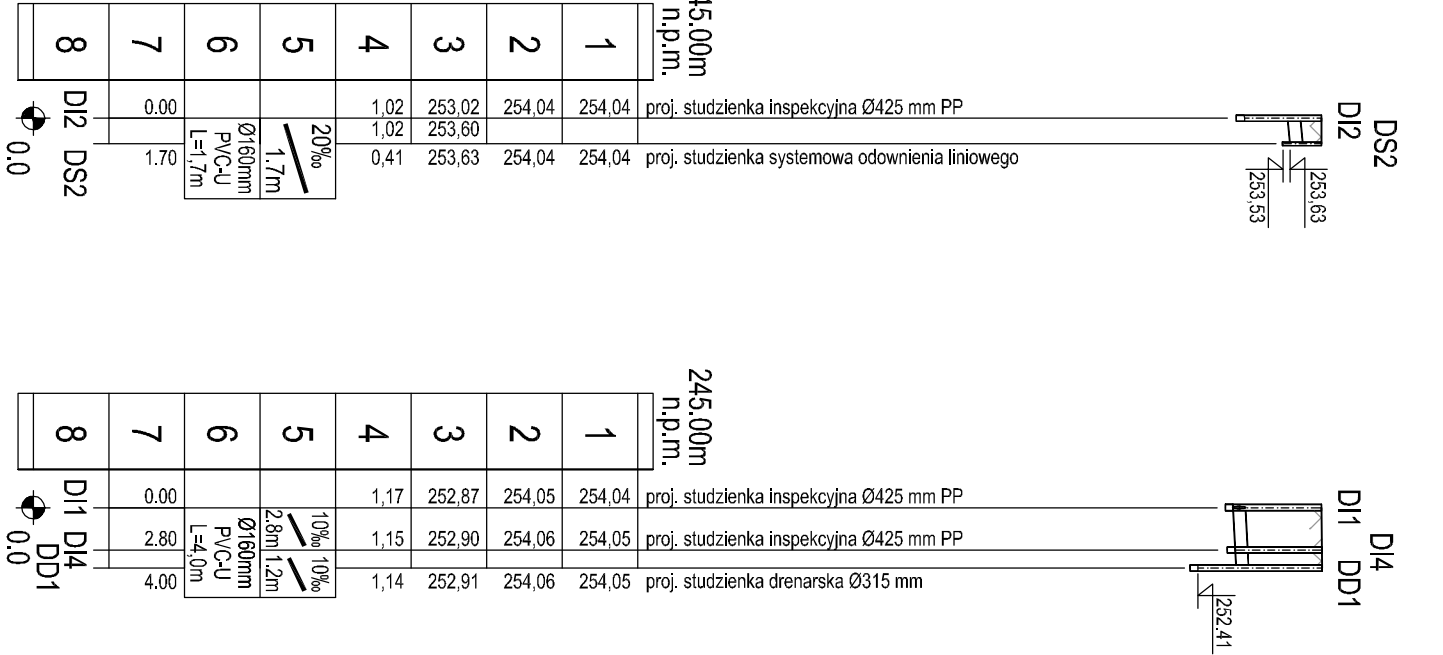 45.00m
n.p.m.
1
2
3
4
5
6
7
8
proj. studzienka inspekcyjna Ø425 mm PP
254,04
254,04
253,02
1,02
0.00
DI2
253,60
1,02
proj. studzienka systemowa odownienia liniowego
254,04
254,04
253,63
0,41
1.70
DS2
20‰
1.7m
Ø160mm
PVC-U
L=1,7m
0.0
DS2
DI2
253,63
253,53
245.00m
n.p.m.
1
2
3
4
5
6
7
8
proj. studzienka inspekcyjna Ø425 mm PP
254,04
254,05
252,87
1,17
0.00
DI1
proj. studzienka inspekcyjna Ø425 mm PP
254,05
254,06
252,90
1,15
2.80
DI4
proj. studzienka drenarska Ø315 mm
254,05
254,06
252,91
1,14
4.00
DD1
10‰
2.8m
10‰
1.2m
Ø160mm
PVC-U
L=4,0m
0.0
DI4
DI1 DD1
252.41